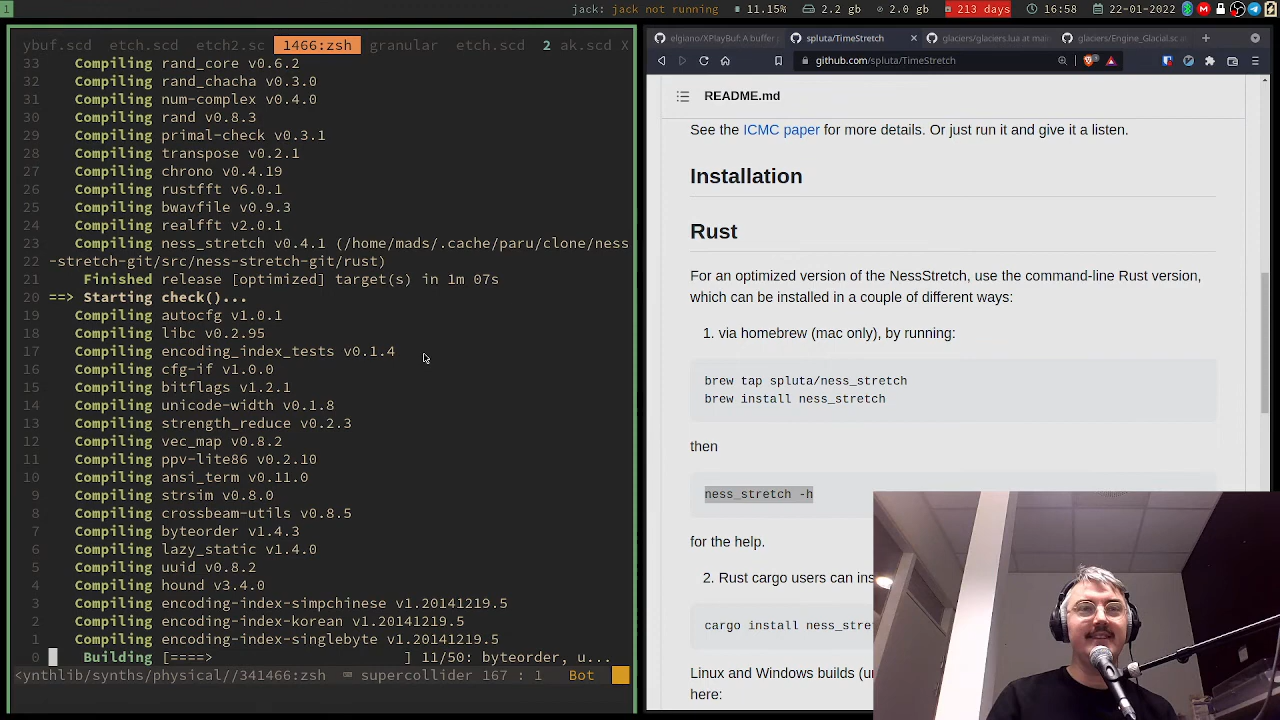 1
jack: jack not running
11.15%
2.2 gb
2.0 gb
213 days
16:58
22-01-2022
ybuf.scd
etch.scd
etch2.sc
1466:zsh
granular
etch.scd
2 ak.scd X
33 Compiling rand_core v0.6.2
32 Compiling rand_chacha v0.3.0
31 Compiling num-complex v0.4.0
30 Compiling rand v0.8.3
29 Compiling primal-check v0.3.1
28 Compiling transpose v0.2.1
27 Compiling chrono v0.4.19
26 Compiling rustfft v6.0.1
25 Compiling bwavfile v0.9.3
24 Compiling realfft v2.0.1
23 Compiling ness_stretch v0.4.1 (/home/mads/.cache/paru/clone/ness
22 -stretch-git/src/ness-stretch-git/rust)
21 Finished release [optimized] target(s) in 1m 07s
20 ==> Starting check()...
19 Compiling autocfg v1.0.1
18 Compiling libc v0.2.95
17 Compiling encoding_index_tests v0.1.4
16 Compiling cfg-if v1.0.0
15 Compiling bitflags v1.2.1
14 Compiling unicode-width v0.1.8
13 Compiling strength_reduce v0.2.3
12 Compiling vec_map v0.8.2
11 Compiling ppv-lite86 v0.2.10
10 Compiling ansi_term v0.11.0
9 Compiling strsim v0.8.0
8 Compiling crossbeam-utils v0.8.5
7 Compiling byteorder v1.4.3
6 Compiling lazy_static v1.4.0
5 Compiling uuid v0.8.2
4 Compiling hound v3.4.0
3 Compiling encoding-index-simpchinese v1.20141219.5
2 Compiling encoding-index-korean v1.20141219.5
1 Compiling encoding-index-singlebyte v1.20141219.5
0 Building [====> ] 11/50: byteorder, u...
<ynthlib/synths/physical//341466:zsh
supercollider 167 : 1
Bot
elgiano/XPlayBuf: A buffer p
spluta/TimeStretch
glaciers/glaciers.lua at main
glaciers/Engine_Glacial.sc at
github.com/spluta/TimeStretch
README.md
See the ICMC paper for more details. Or just run it and give it a listen.
Installation
Rust
For an optimized version of the NessStretch, use the command-line Rust version,
which can be installed in a couple of different ways:
1. via homebrew (mac only), by running:
brew tap spluta/ness_stretch
brew install ness_stretch
then
ness_stretch -h
for the help.
2. Rust cargo users can ins
cargo install ness_stre
Linux and Windows builds (u
here: